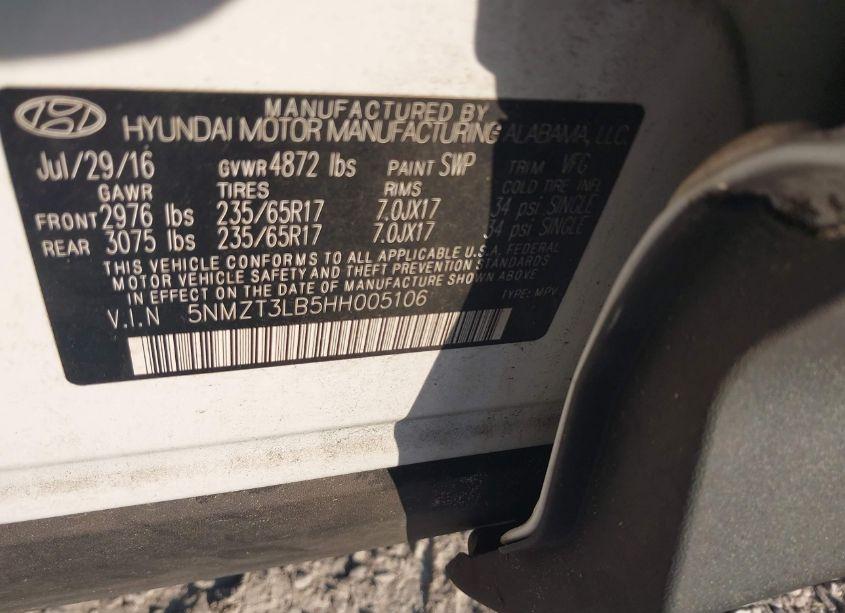 MANUFACTURED BY
HYUNDAI MOTOR MANUFACTURING ALABAMA, LLC.
Jul/29/16 GVWR 4872 lbs PAINT SWP TRIM VFG
GAWR TIRES RIMS COLD TIRE INFL
FRONT 2976 lbs 235/65R17 7.0JX17 34 psi SINGLE
REAR 3075 lbs 235/65R17 7.0JX17 34 psi SINGLE
THIS VEHICLE CONFORMS TO ALL APPLICABLE U.S.A. FEDERAL
MOTOR VEHICLE SAFETY AND THEFT PREVENTION STANDARDS
IN EFFECT ON THE DATE OF MANUFACTURE SHOWN ABOVE
V.I.N 5NMZT3LB5HH005106 TYPE: MPV